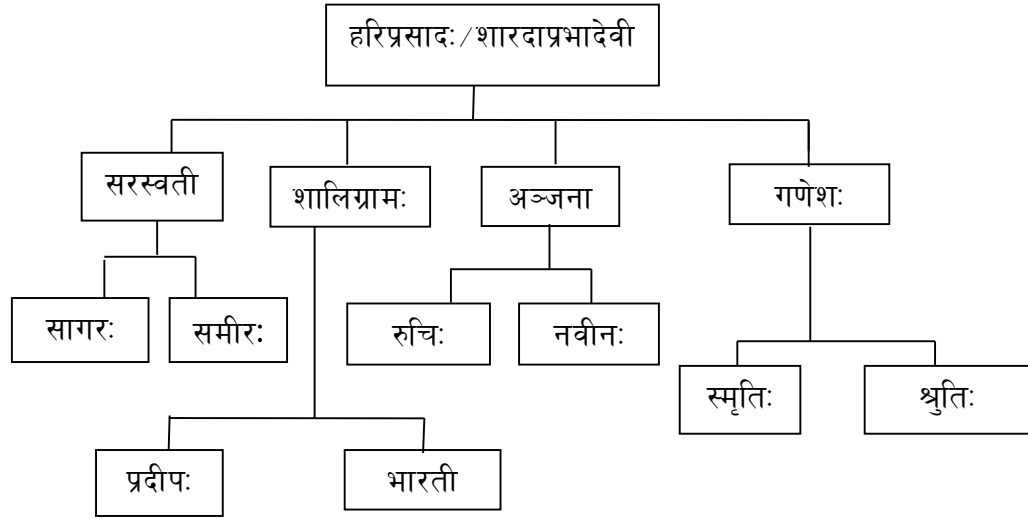 हरिप्रसादः/शारदाप्रभादेवी
सरस्वती
शालिग्रामः
अञ्जना
गणेशः
सागरः
समीर:
रुचिः
नवीनः
स्मृतिः
श्रुतिः
प्रदीपः
भारती